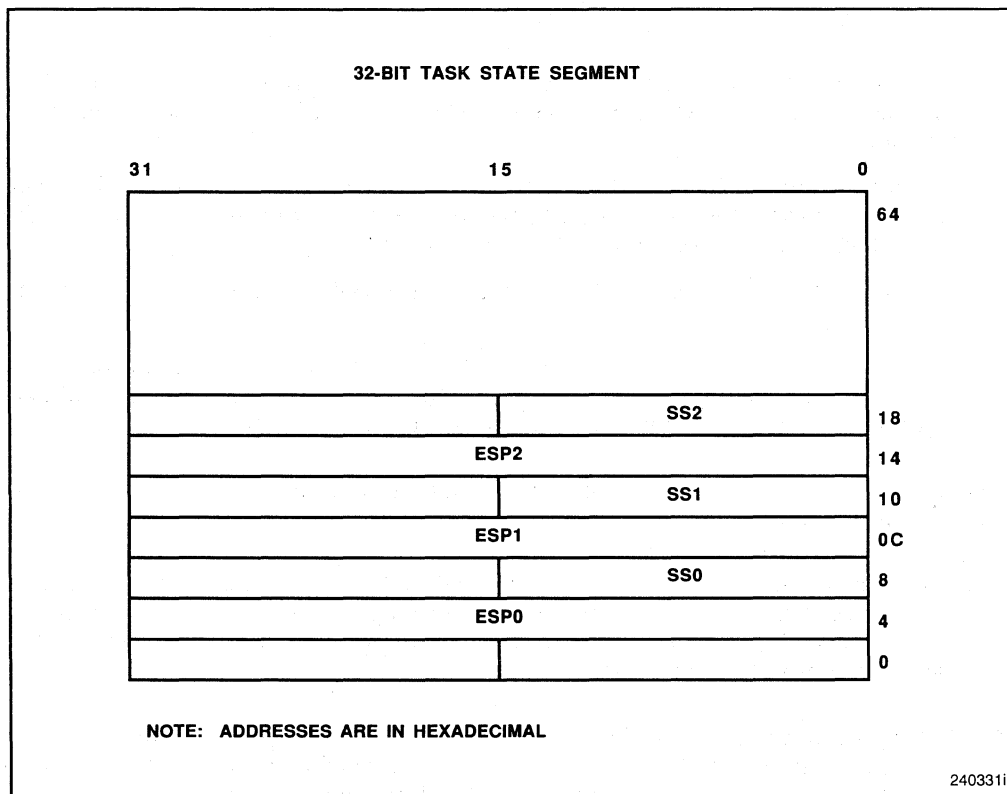 32-BIT TASK STATE SEGMENT
31 15 0
64
SS2 18
ESP2 14
SS1 10
ESP1 0C
SS0 8
ESP0 4
0
NOTE: ADDRESSES ARE IN HEXADECIMAL
240331i